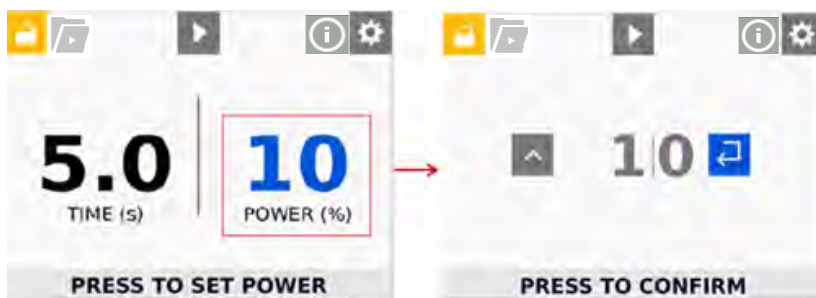 5.0
TIME (s)
10
POWER (%)
PRESS TO SET POWER
10
PRESS TO CONFIRM